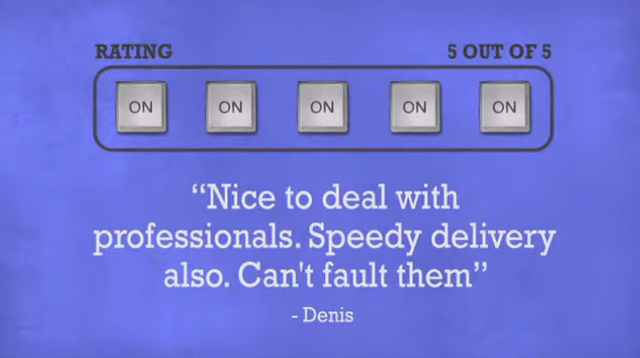 RATING 5 OUT OF 5
ON ON ON ON ON
“Nice to deal with
professionals. Speedy delivery
also. Can't fault them”
- Denis